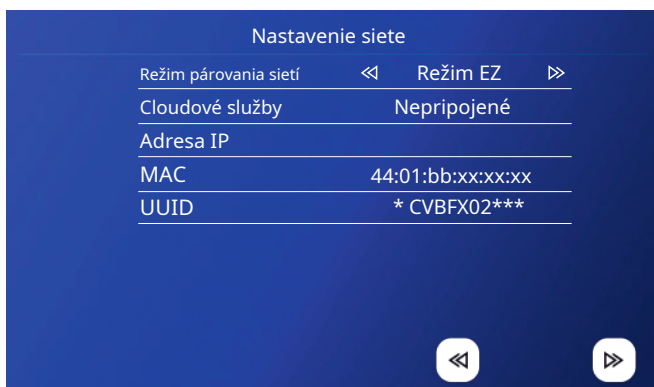 Nastavenie siete
Režim párovania sietí Režim EZ
Cloudové služby Nepripojené
Adresa IP
MAC 44:01:bb:xx:xx:xx
UUID * CVBFX02***